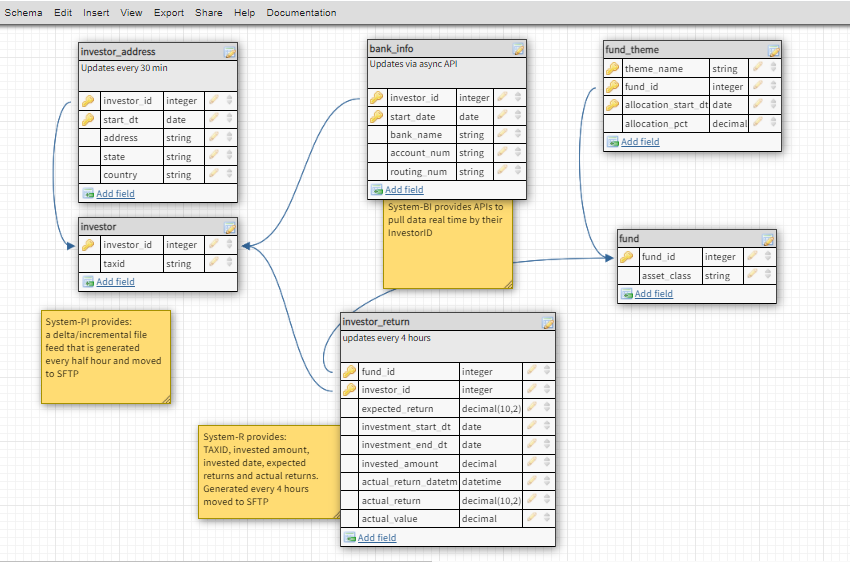 Schema Edit Insert View Export Share Help Documentation
investor_address
Updates every 30 min
investor_id integer
start_dt date
address string
state string
country string
Add field
investor
investor_id integer
taxid string
Add field
System-PI provides:
a delta/incremental file
feed that is generated
every half hour and moved
to SFTP
bank_info
Updates via async API
investor_id integer
start_date date
bank_name string
account_num string
routing_num string
Add field
System-BI provides APIs to
pull data real time by their
InvestorID
fund_theme
theme_name string
fund_id integer
allocation_start_dt date
allocation_pct decimal
Add field
fund
fund_id integer
asset_class string
Add field
System-R provides:
TAXID, invested amount,
invested date, expected
returns and actual returns.
Generated every 4 hours
moved to SFTP
investor_return
updates every 4 hours
fund_id integer
investor_id integer
expected_return decimal(10,2)
investment_start_dt date
investment_end_dt date
invested_amount decimal
actual_return_datetm datetime
actual_return decimal(10,2)
actual_value decimal
Add field